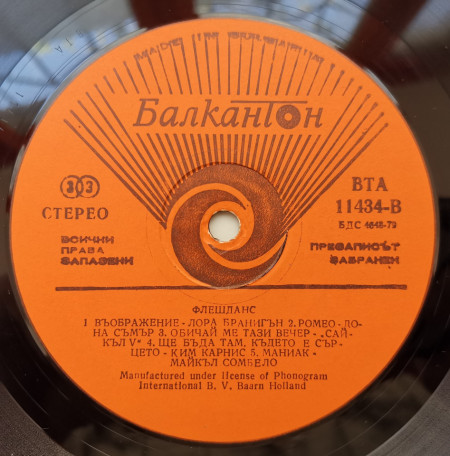 MADE IN BULGARIA
БАЛКАНТОН
33
СТЕРЕО
ВСИЧКИ
ПРАВА
ЗАПАЗЕНИ
ВТА
11434-В
БДС 4648-79
ПРЕЗАПИСЪТ
ЗАБРАНЕН
ФЛЕШДАНС
1 ВЪОБРАЖЕНИЕ - ЛОРА БРАНИГЪН 2. РОМЕО - ДО-
НА СЪМЪР 3. ОБИЧАЙ МЕ ТАЗИ ВЕЧЕР - „САЙ-
КЪЛ V" 4. ЩЕ БЪДА ТАМ, КЪДЕТО Е СЪР-
ЦЕТО - КИМ КАРНИС 5. МАНИАК -
МАЙКЪЛ СОМБЕЛО
Manufactured under license of Phonogram
International B. V. Baarn Holland